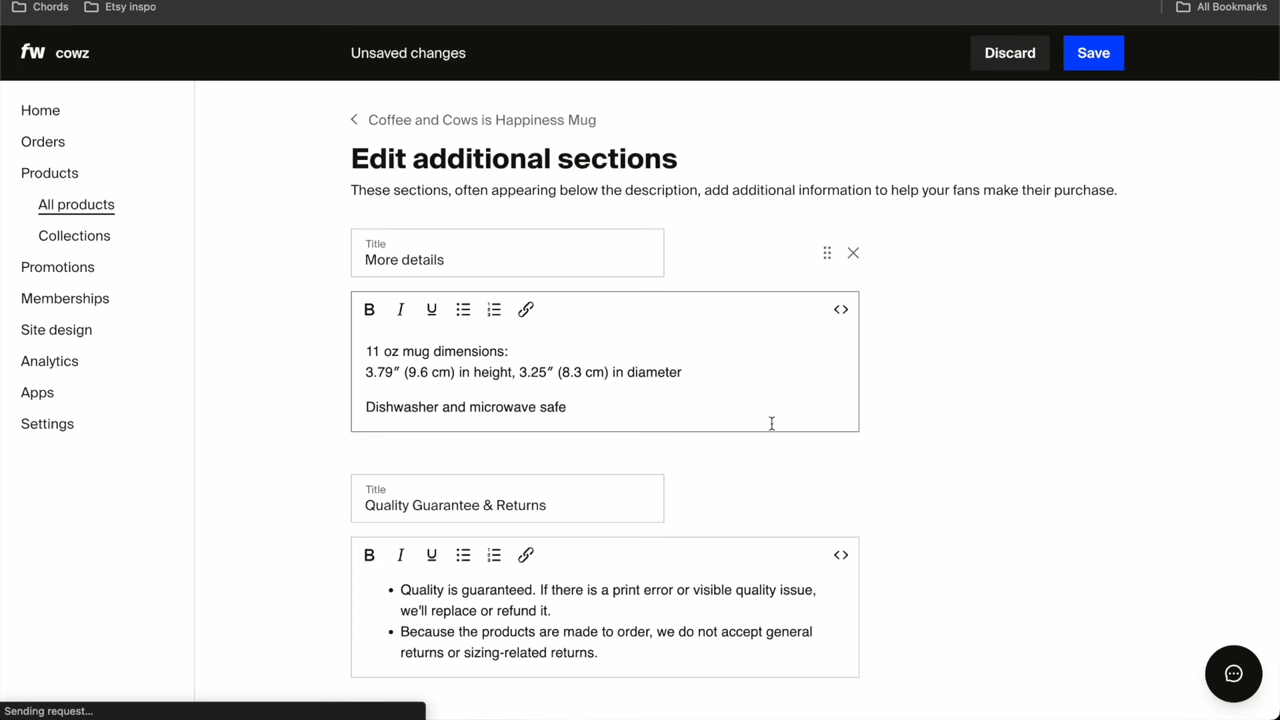 Chords
Etsy inspo
All Bookmarks
fw cowz
Unsaved changes
Discard
Save
Home
Orders
Products
All products
Collections
Promotions
Memberships
Site design
Analytics
Apps
Settings
Coffee and Cows is Happiness Mug
Edit additional sections
These sections, often appearing below the description, add additional information to help your fans make their purchase.
Title
More details
B I U
11 oz mug dimensions:
3.79″ (9.6 cm) in height, 3.25″ (8.3 cm) in diameter
Dishwasher and microwave safe
Title
Quality Guarantee & Returns
B I U
• Quality is guaranteed. If there is a print error or visible quality issue,
we'll replace or refund it.
• Because the products are made to order, we do not accept general
returns or sizing-related returns.
Sending request...